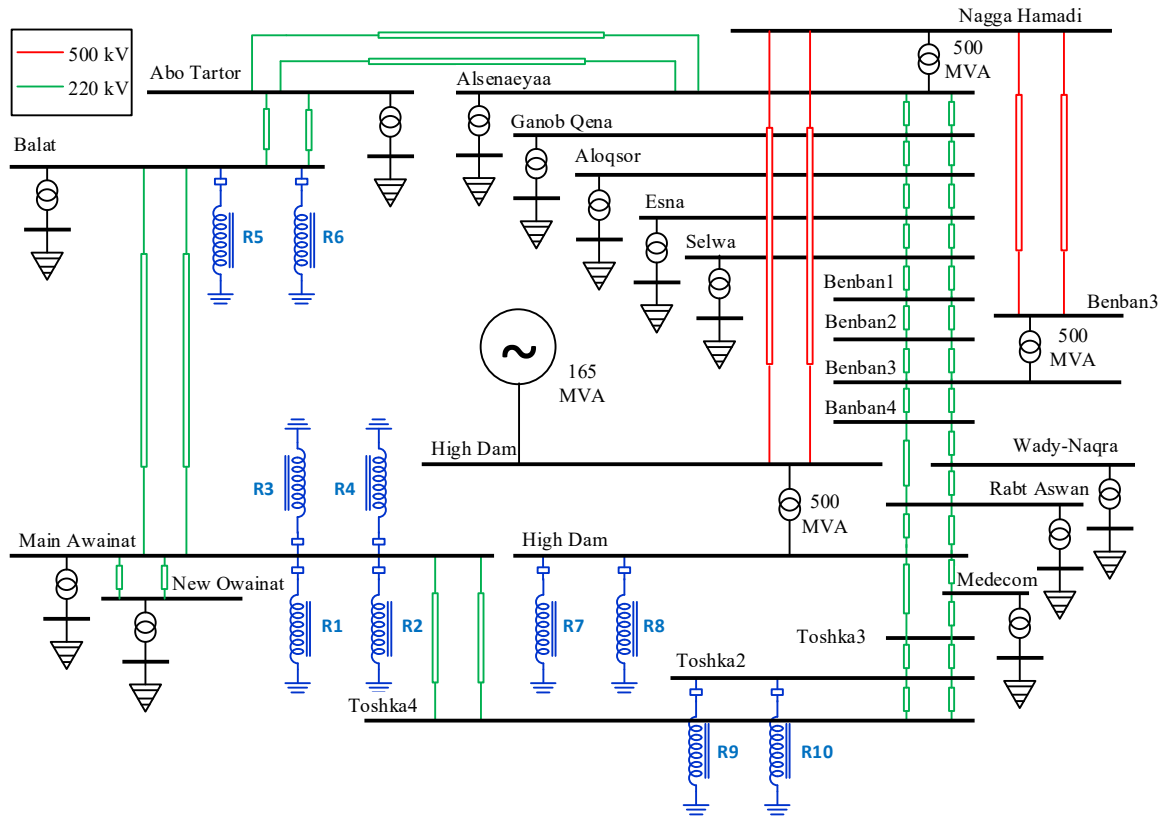 Nagga Hamadi
500 kV
220 kV
500
MVA
Abo Tartor
Alsenaeyaa
Ganob Qena
Balat
Aloqsor
Esna
R5
R6
Selwa
Benban1
Benban3
Benban2
500
MVA
~
165
MVA
Benban3
Banban4
High Dam
Wady-Naqra
R3
R4
Rabt Aswan
500
MVA
Main Awainat
High Dam
New Owainat
Medecom
R1
R2
R7
R8
Toshka3
Toshka2
Toshka4
R9
R10